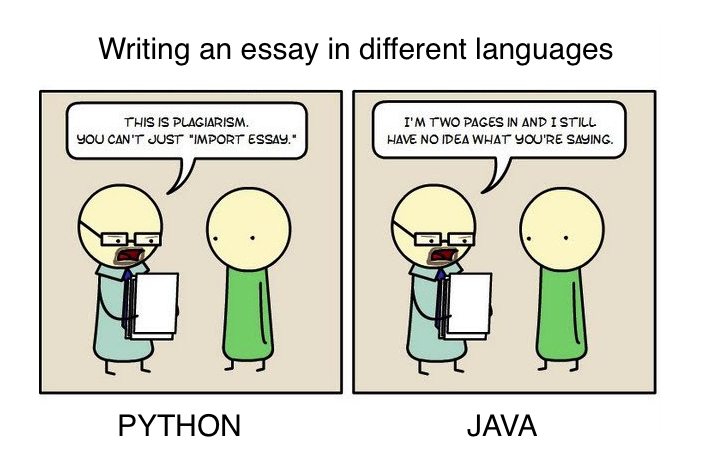 Writing an essay in different languages
THIS IS PLAGIARISM.
YOU CAN'T JUST "IMPORT ESSAY."
I'M TWO PAGES IN AND I STILL
HAVE NO IDEA WHAT YOU'RE SAYING.
PYTHON
JAVA